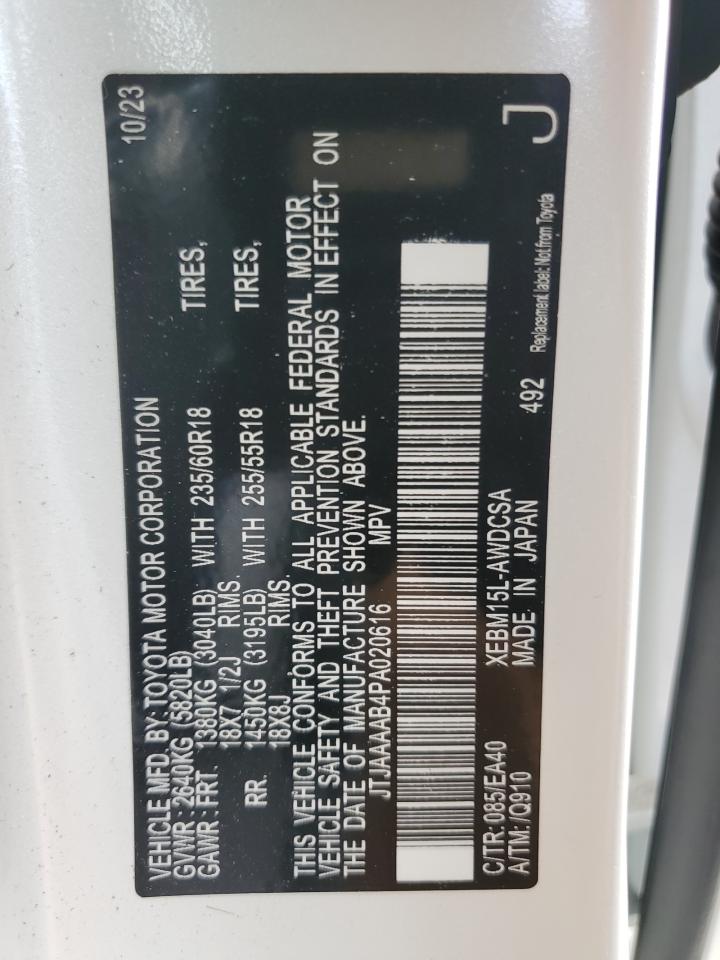 VEHICLE MFD. BY: TOYOTA MOTOR CORPORATION 10/23
GVWR : 2640KG (5820LB)
GAWR : FRT. 1380KG (3040LB) WITH 235/60R18 TIRES,
18X7 1/2J RIMS.
RR. 1450KG (3195LB) WITH 255/55R18 TIRES,
18X8J RIMS.
THIS VEHICLE CONFORMS TO ALL APPLICABLE FEDERAL MOTOR
VEHICLE SAFETY AND THEFT PREVENTION STANDARDS IN EFFECT ON
THE DATE OF MANUFACTURE SHOWN ABOVE.
JTJAAAAB4PA020616 MPV
C/TR: 085/EA40 XEBM15L-AWDCSA
A/TM: /Q910 MADE IN JAPAN 492 Replacement label: Not from Toyota J